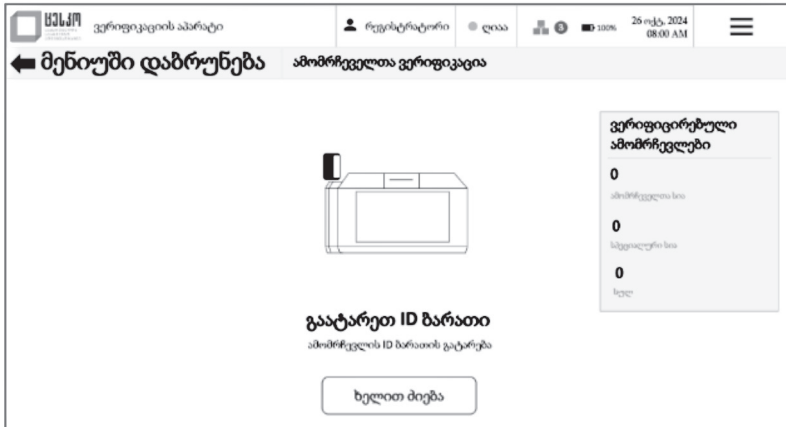 ცესკო
ვერიფიკაციის აპარატი
რეგისტრატორი
ღიაა
100%
26 ოქტ, 2024
08:00 AM
მენიუში დაბრუნება
ამომრჩეველთა ვერიფიკაცია
ვერიფიცირებული
ამომრჩევლები
0
ამომრჩეველთა სია
0
სპეციალური სია
0
სულ
გაატარეთ ID ბარათი
ამომრჩევლის ID ბარათის გატარება
ხელით ძიება